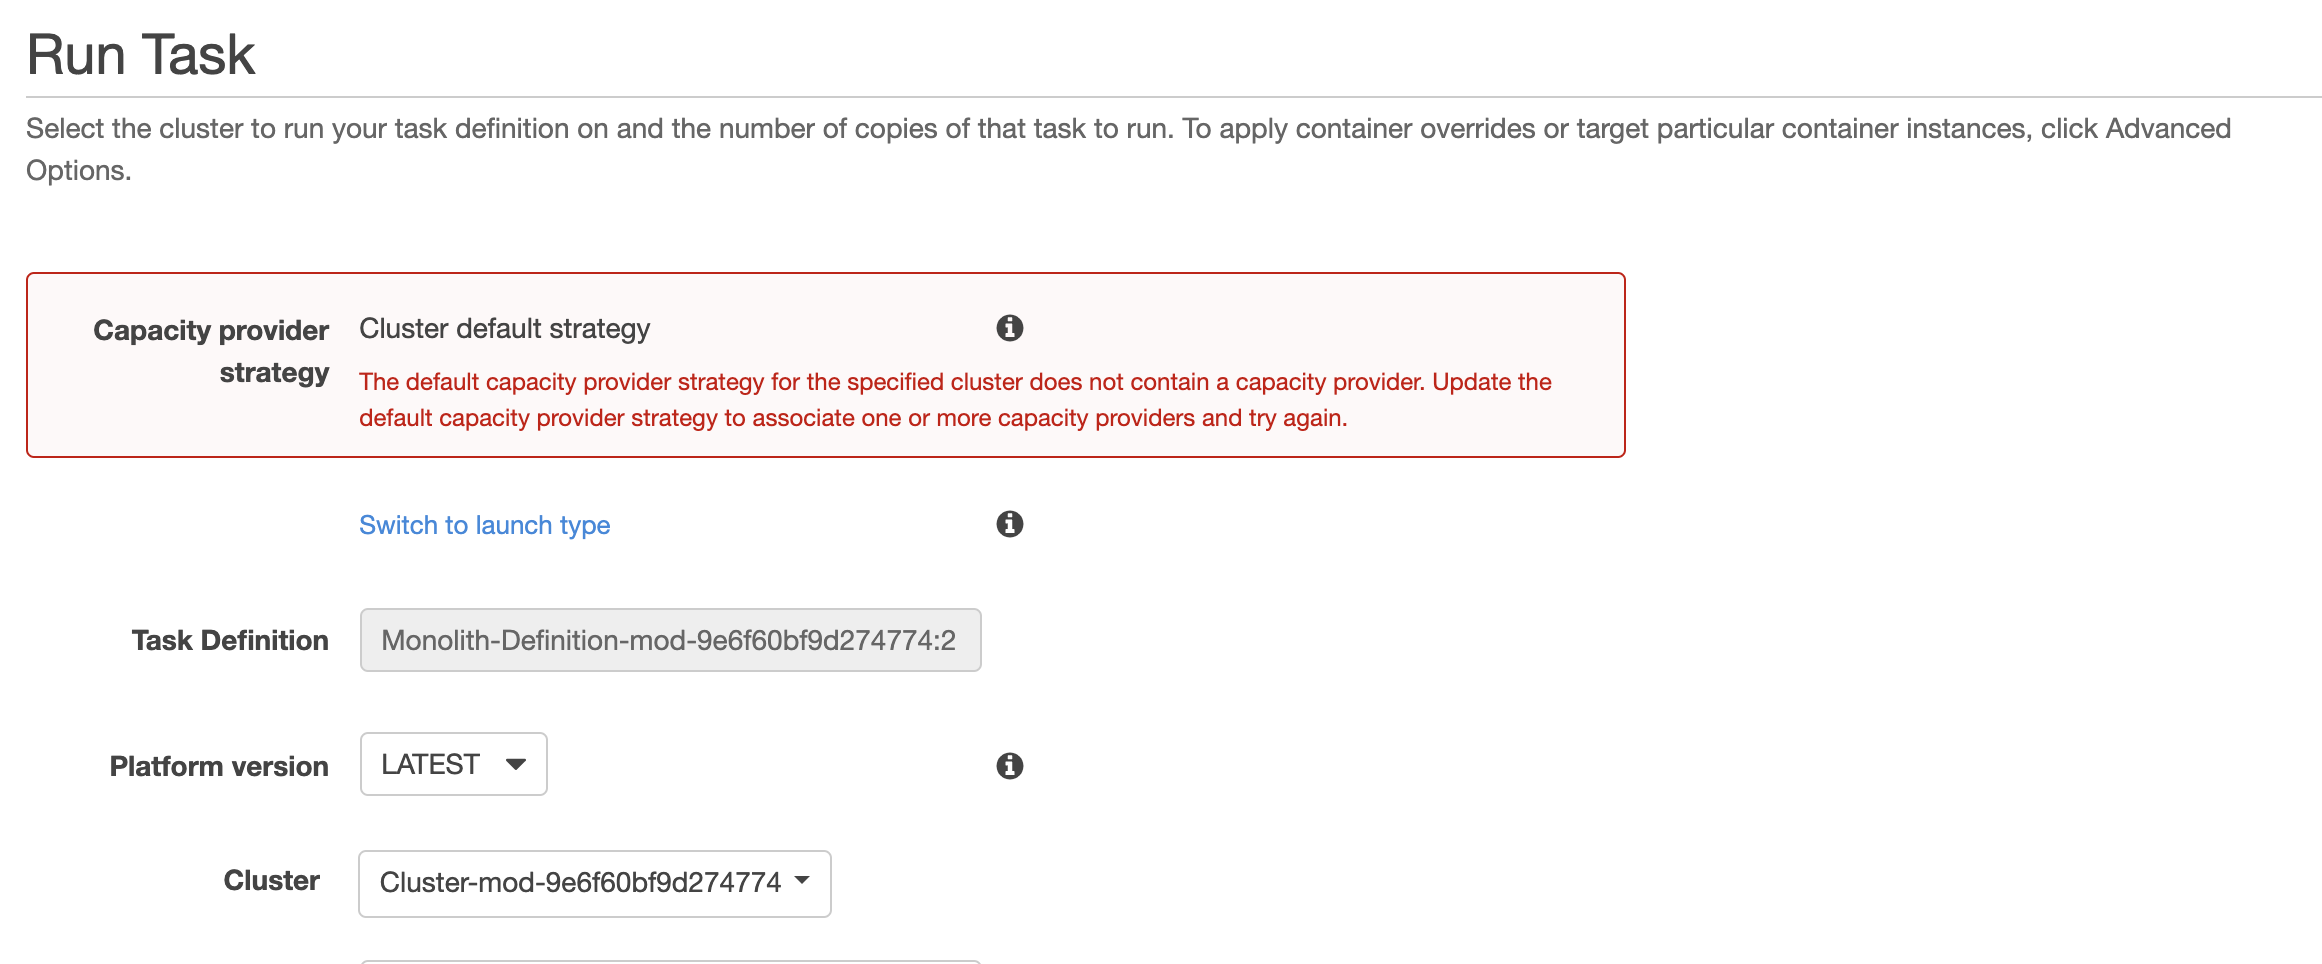 Run Task
Select the cluster to run your task definition on and the number of copies of that task to run. To apply container overrides or target particular container instances, click Advanced
Options.
Capacity provider strategy
Cluster default strategy
The default capacity provider strategy for the specified cluster does not contain a capacity provider. Update the
default capacity provider strategy to associate one or more capacity providers and try again.
Switch to launch type
Task Definition
Monolith-Definition-mod-9e6f60bf9d274774:2
Platform version
LATEST
Cluster
Cluster-mod-9e6f60bf9d274774